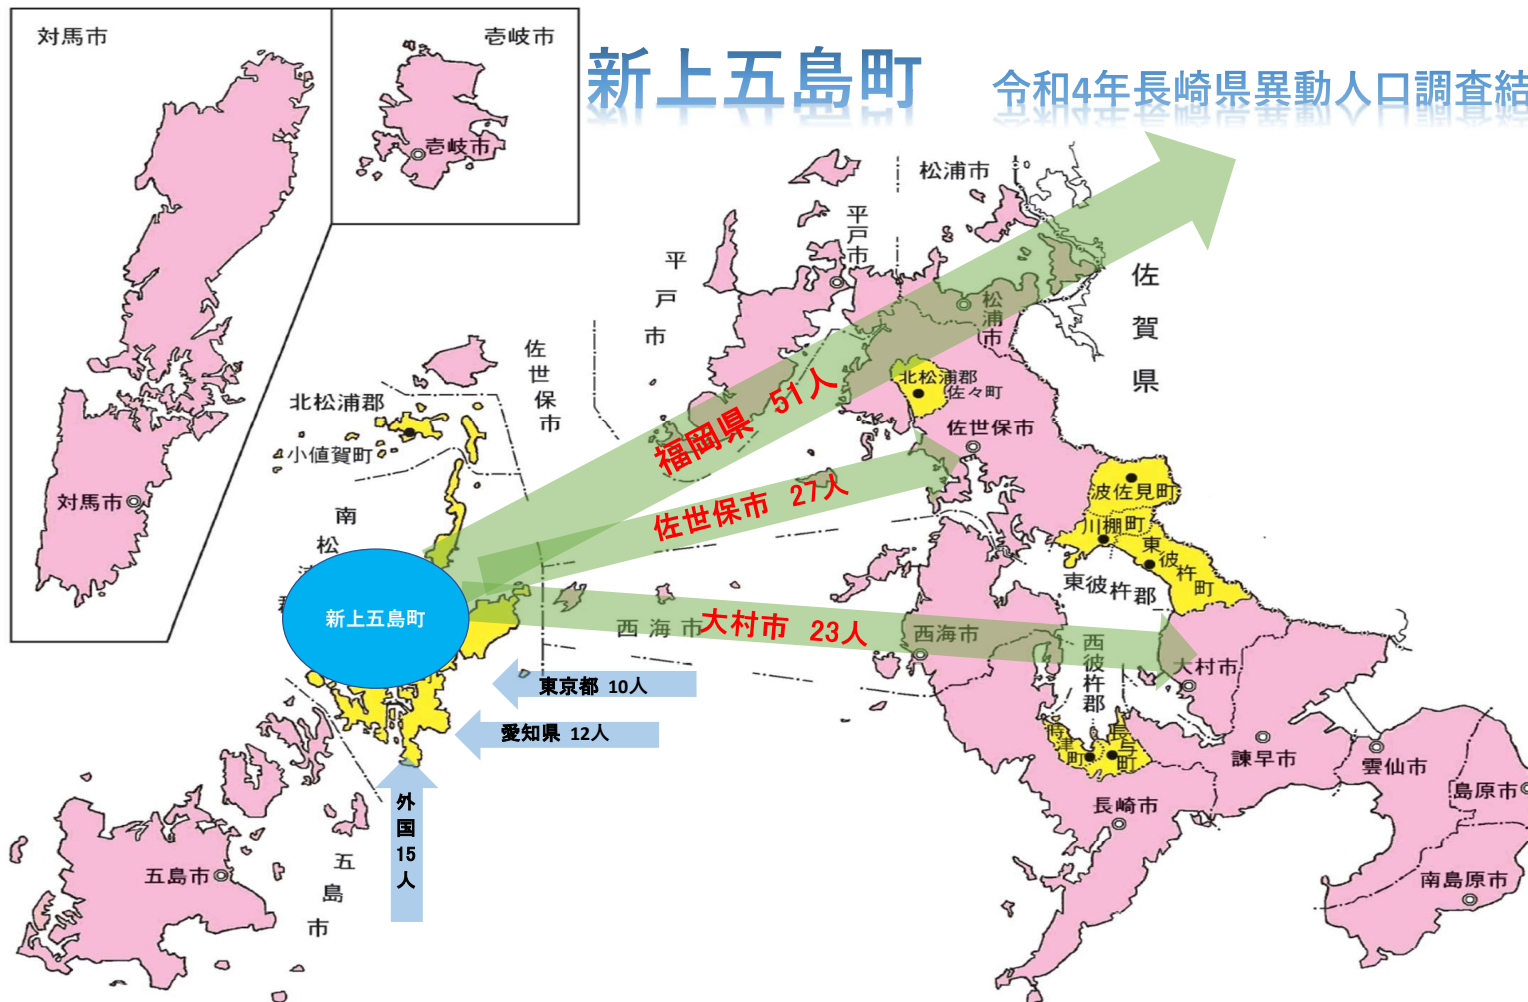 対馬市
壱岐市
新上五島町
令和4年長崎県異動人口調査結
壱岐市
松浦市
平戸市
平戸市
佐賀県
松浦市
佐世保市
北松浦郡
小値賀町
北松浦郡
佐々町
福岡県 51人
佐世保市
対馬市
佐世保市 27人
波佐見町
川棚町
東彼杵町
東彼杵郡
南松
新上五島町
西海市
大村市 23人
西海市
西彼杵郡
大村市
東京都 10人
愛知県 12人
時津町
長与町
諫早市
雲仙市
島原市
外国15人
長崎市
五島市
五島市
南島原市